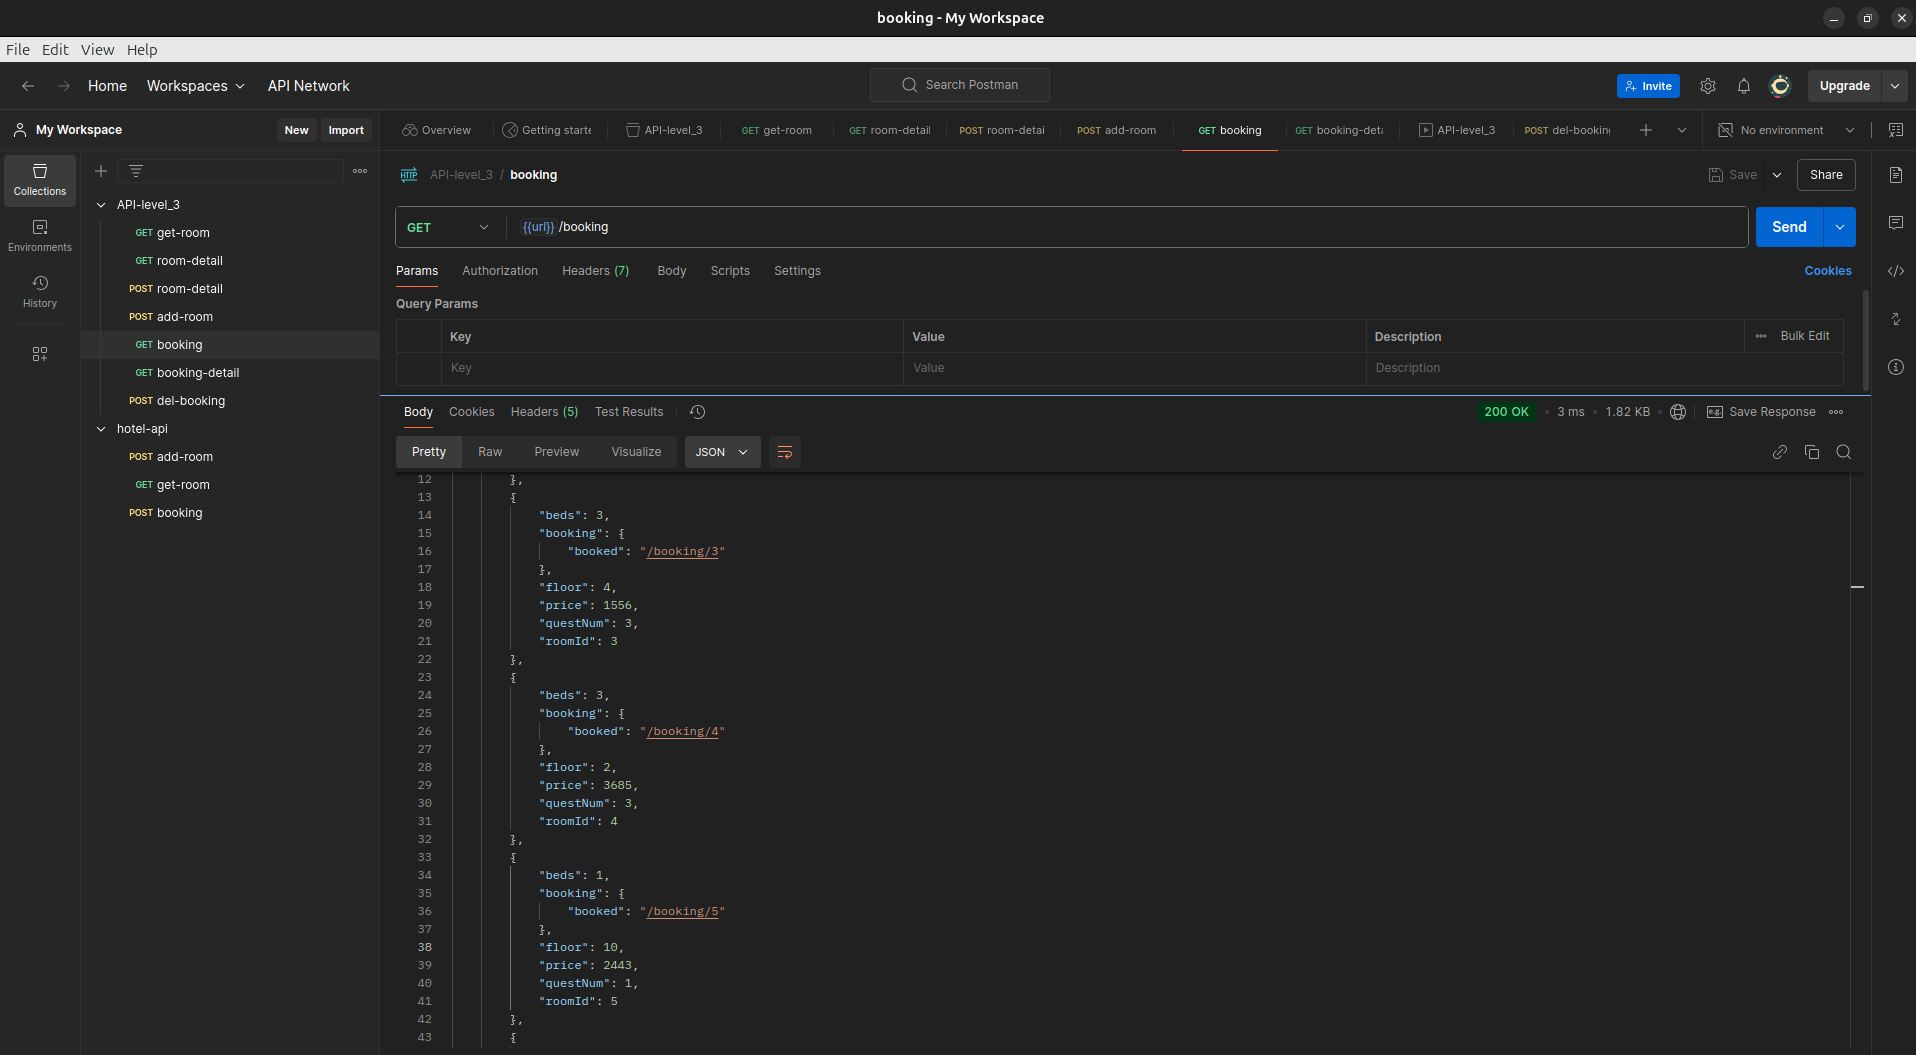 booking - My Workspace
File Edit View Help
Home Workspaces API Network
Search Postman
Invite
Upgrade
My Workspace
New Import
Overview
Getting starte
API-level_3
GET get-room
GET room-detail
POST room-detai
POST add-room
GET booking
GET booking-deta
API-level_3
POST del-booking
No environment
Collections
Environments
History
API-level_3
GET get-room
GET room-detail
POST room-detail
POST add-room
GET booking
GET booking-detail
POST del-booking
hotel-api
POST add-room
GET get-room
POST booking
HTTP API-level_3 / booking
Save
Share
GET {{url}} /booking
Send
Params Authorization Headers (7) Body Scripts Settings
Cookies
Query Params
Key Value Description Bulk Edit
Key Value Description
Body Cookies Headers (5) Test Results
200 OK • 3 ms • 1.82 KB •
e.g. Save Response
Pretty Raw Preview Visualize JSON
12 },
13 {
14 "beds": 3,
15 "booking": {
16 "booked": "/booking/3"
17 },
18 "floor": 4,
19 "price": 1556,
20 "questNum": 3,
21 "roomId": 3
22 },
23 {
24 "beds": 3,
25 "booking": {
26 "booked": "/booking/4"
27 },
28 "floor": 2,
29 "price": 3685,
30 "questNum": 3,
31 "roomId": 4
32 },
33 {
34 "beds": 1,
35 "booking": {
36 "booked": "/booking/5"
37 },
38 "floor": 10,
39 "price": 2443,
40 "questNum": 1,
41 "roomId": 5
42 },
43 {